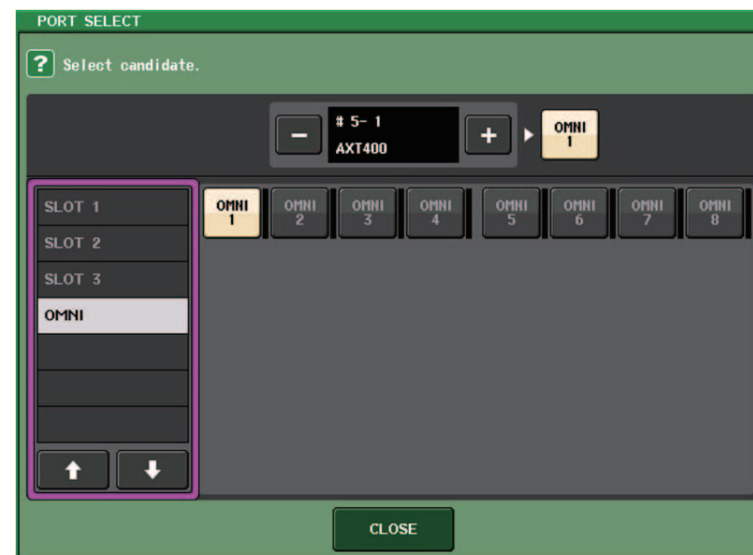 PORT SELECT
? Select candidate.
− # 5- 1 AXT400 + OMNI 1
SLOT 1
SLOT 2
SLOT 3
OMNI
OMNI 1 OMNI 2 OMNI 3 OMNI 4 OMNI 5 OMNI 6 OMNI 7 OMNI 8
CLOSE